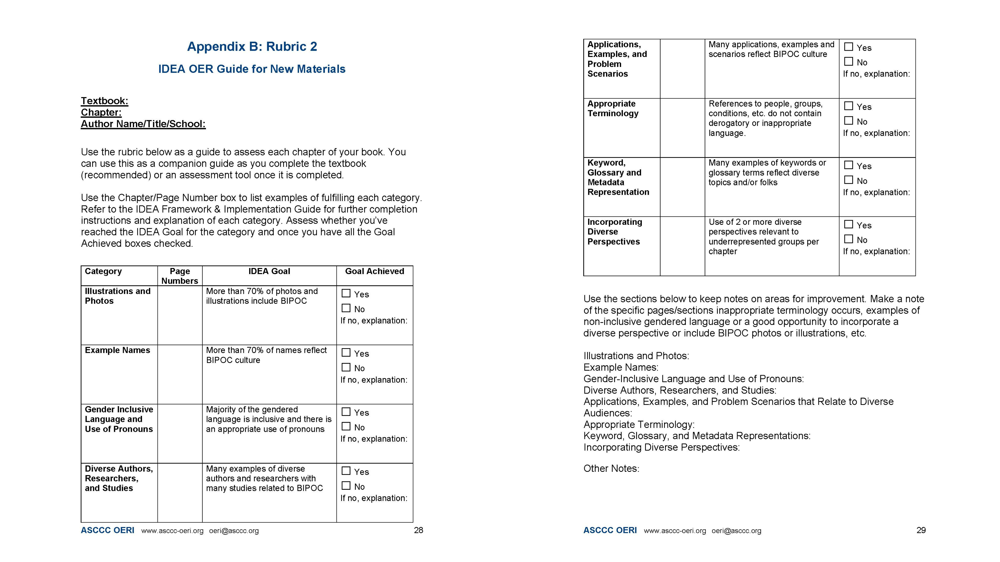 Appendix B: Rubric 2
IDEA OER Guide for New Materials
Textbook:
Chapter:
Author Name/Title/School:
Use the rubric below as a guide to assess each chapter of your book. You
can use this as a companion guide as you complete the textbook
(recommended) or an assessment tool once it is completed.
Use the Chapter/Page Number box to list examples of fulfilling each category.
Refer to the IDEA Framework & Implementation Guide for further completion
instructions and explanation of each category. Assess whether you’ve
reached the IDEA Goal for the category and once you have all the Goal
Achieved boxes checked.
Category
Page
Numbers
IDEA Goal
Goal Achieved
Illustrations and
Photos
More than 70% of photos and
illustrations include BIPOC
Yes
No
If no, explanation:
Example Names
More than 70% of names reflect
BIPOC culture
Yes
No
If no, explanation:
Gender Inclusive
Language and
Use of Pronouns
Majority of the gendered
language is inclusive and there is
an appropriate use of pronouns
Yes
No
If no, explanation:
Diverse Authors,
Researchers,
and Studies
Many examples of diverse
authors and researchers with
many studies related to BIPOC
Yes
No
If no, explanation:
ASCCC OERI www.asccc-oeri.org oeri@asccc.org 28
Applications,
Examples, and
Problem
Scenarios
Many applications, examples and
scenarios reflect BIPOC culture
Yes
No
If no, explanation:
Appropriate
Terminology
References to people, groups,
conditions, etc. do not contain
derogatory or inappropriate
language.
Yes
No
If no, explanation:
Keyword,
Glossary and
Metadata
Representation
Many examples of keywords or
glossary terms reflect diverse
topics and/or folks
Yes
No
If no, explanation:
Incorporating
Diverse
Perspectives
Use of 2 or more diverse
perspectives relevant to
underrepresented groups per
chapter
Yes
No
If no, explanation:
Use the sections below to keep notes on areas for improvement. Make a note
of the specific pages/sections inappropriate terminology occurs, examples of
non-inclusive gendered language or a good opportunity to incorporate a
diverse perspective or include BIPOC photos or illustrations, etc.
Illustrations and Photos:
Example Names:
Gender-Inclusive Language and Use of Pronouns:
Diverse Authors, Researchers, and Studies:
Applications, Examples, and Problem Scenarios that Relate to Diverse
Audiences:
Appropriate Terminology:
Keyword, Glossary, and Metadata Representations:
Incorporating Diverse Perspectives:
Other Notes:
ASCCC OERI www.asccc-oeri.org oeri@asccc.org 29